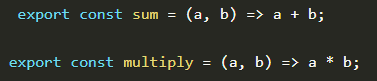 export const sum = (a, b) => a + b;
export const multiply = (a, b) => a * b;